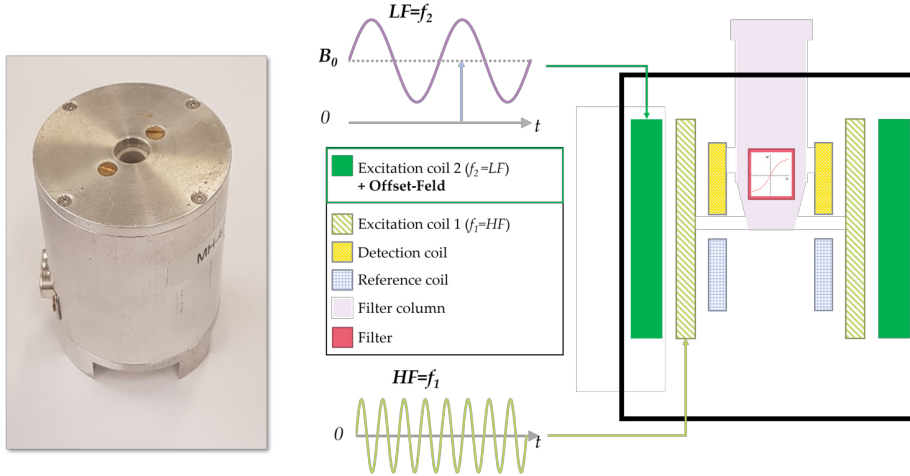 LF=f2
B0
0
t
Excitation coil 2 (f2=LF)
+ Offset-Feld
Excitation coil 1 (f1=HF)
Detection coil
Reference coil
Filter column
Filter
HF=f1
0
t